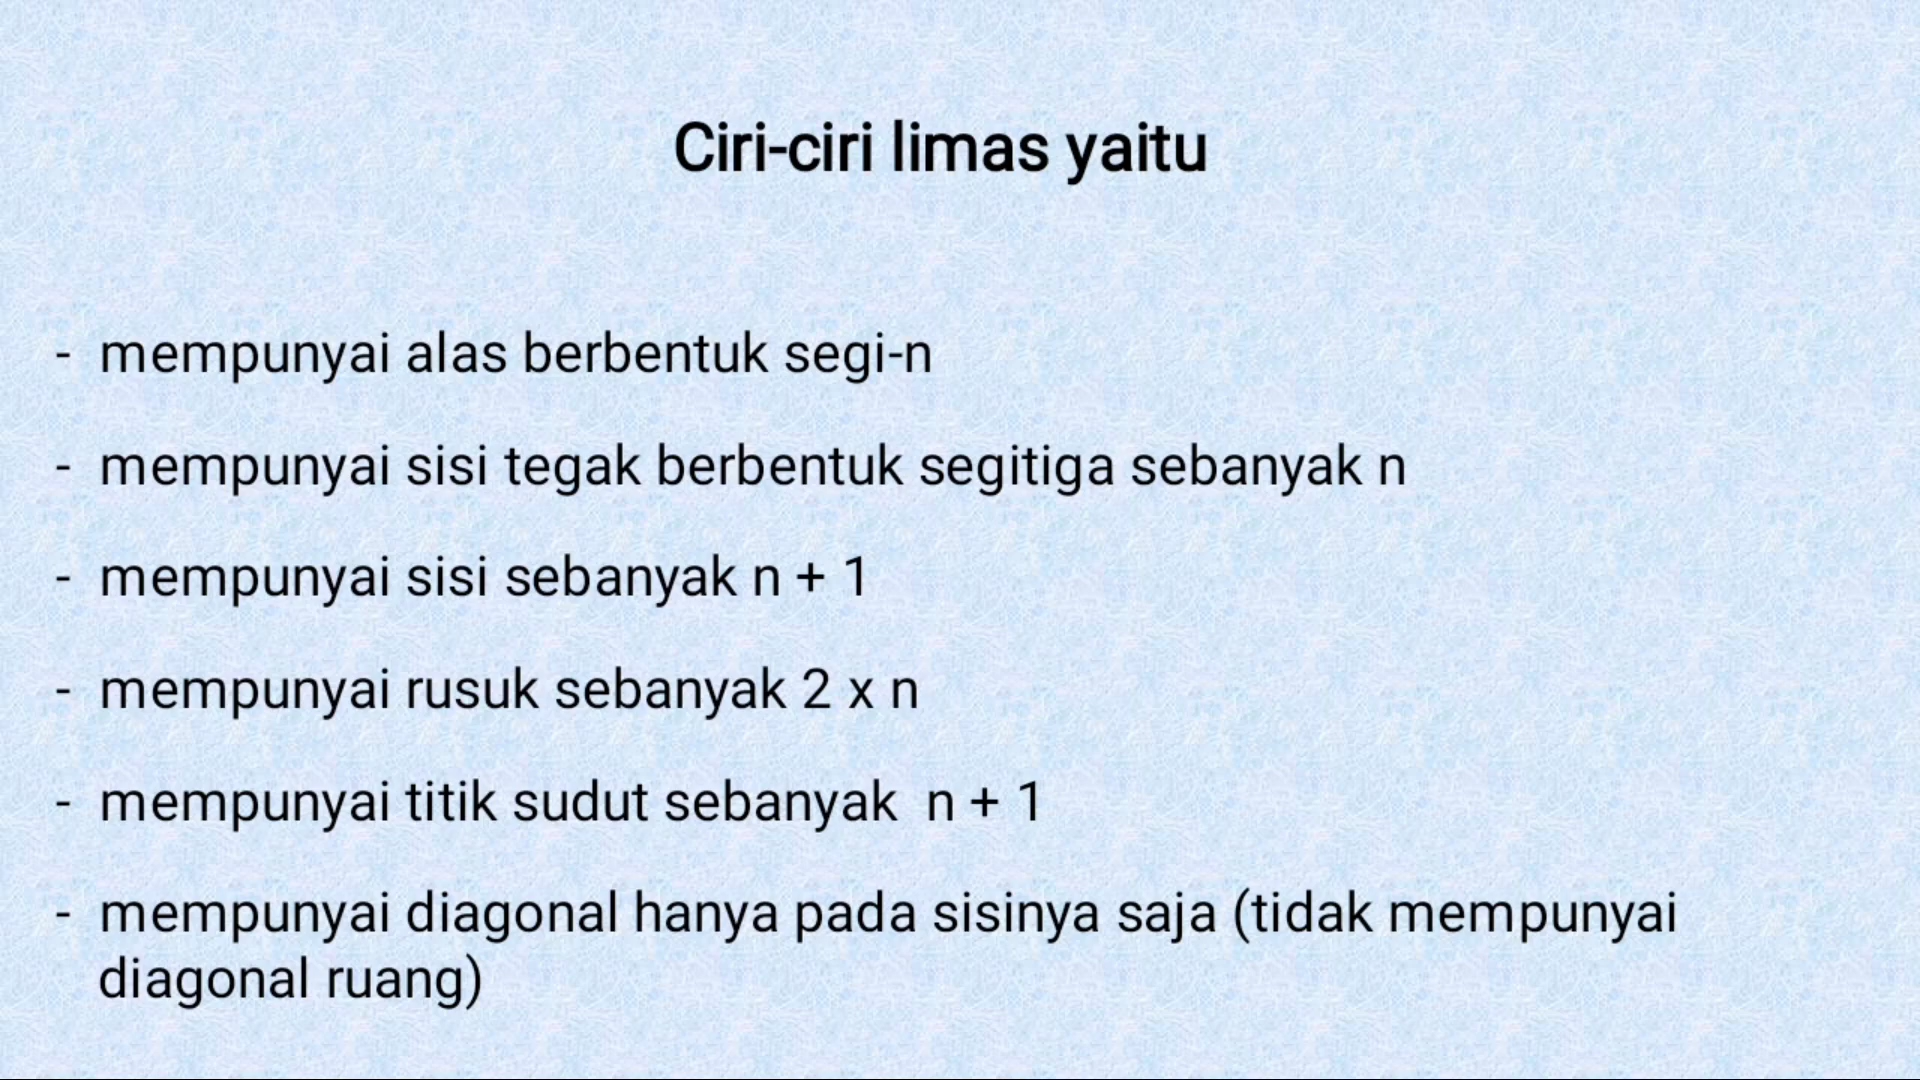 Ciri-ciri limas yaitu
- mempunyai alas berbentuk segi-n
- mempunyai sisi tegak berbentuk segitiga sebanyak n
- mempunyai sisi sebanyak n + 1
- mempunyai rusuk sebanyak 2 x n
- mempunyai titik sudut sebanyak  n + 1
- mempunyai diagonal hanya pada sisinya saja (tidak mempunyai
diagonal ruang)